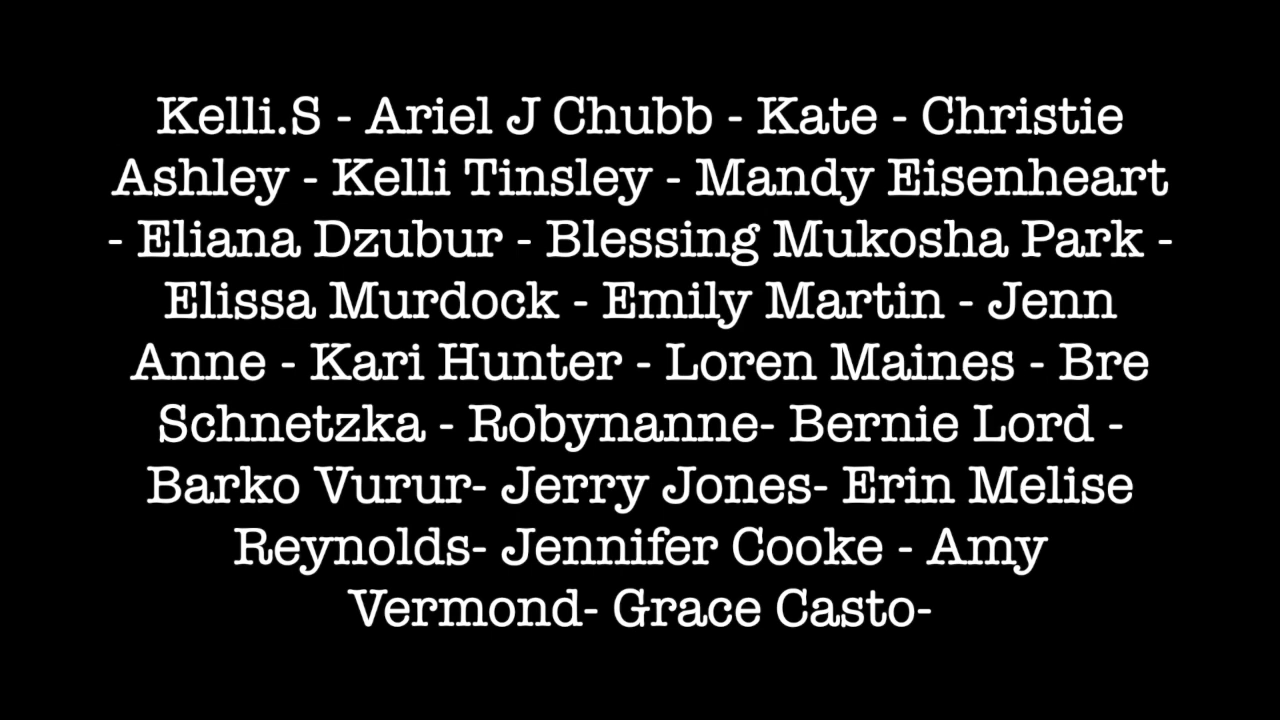 Kelli.S - Ariel J Chubb - Kate - Christie
Ashley - Kelli Tinsley - Mandy Eisenheart
- Eliana Dzubur - Blessing Mukosha Park -
Elissa Murdock - Emily Martin - Jenn
Anne - Kari Hunter - Loren Maines - Bre
Schnetzka - Robynanne- Bernie Lord -
Barko Vurur- Jerry Jones- Erin Melise
Reynolds- Jennifer Cooke - Amy
Vermond- Grace Casto-